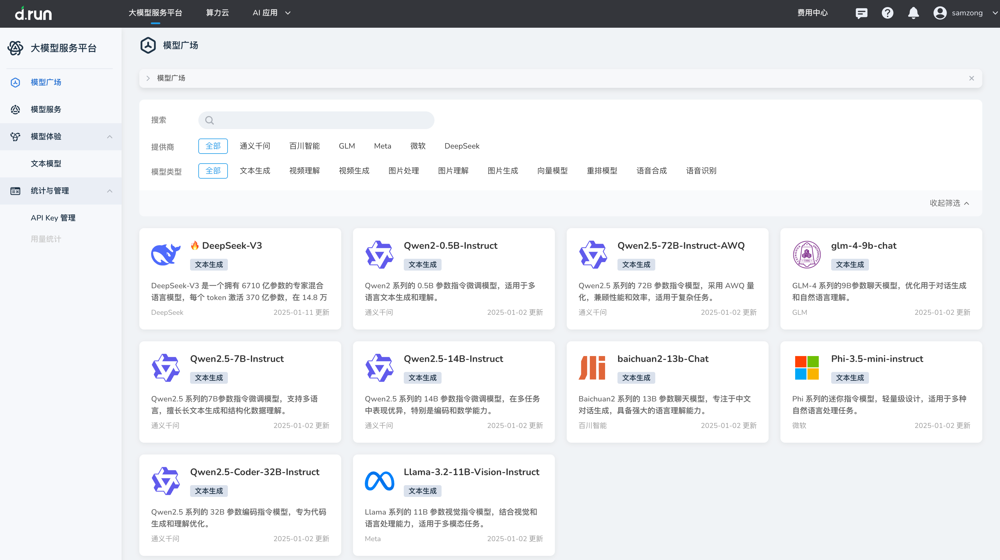 d.run
大模型服务平台
算力云
AI 应用
费用中心
samzong
大模型服务平台
模型广场
模型服务
模型体验
文本模型
统计与管理
API Key 管理
用量统计
模型广场
模型广场
搜索
提供商 全部 通义千问 百川智能 GLM Meta 微软 DeepSeek
模型类型 全部 文本生成 视频理解 视频生成 图片处理 图片理解 图片生成 向量模型 重排模型 语音合成 语音识别
收起筛选
🔥 DeepSeek-V3
文本生成
DeepSeek-V3 是一个拥有 6710 亿参数的专家混合
语言模型，每个 token 激活 370 亿参数，在 14.8 万
DeepSeek 2025-01-11 更新
Qwen2-0.5B-Instruct
文本生成
Qwen2 系列的 0.5B 参数指令微调模型，适用于多
语言文本生成和理解。
通义千问 2025-01-02 更新
Qwen2.5-72B-Instruct-AWQ
文本生成
Qwen2.5 系列的 72B 参数指令模型，采用 AWQ 量
化，兼顾性能和效率，适用于复杂任务。
通义千问 2025-01-02 更新
TSINGHUA UNIVERSITY
KEG
1996
glm-4-9b-chat
文本生成
GLM-4 系列的9B参数聊天模型，优化用于对话生成
和自然语言理解。
GLM 2025-01-02 更新
Qwen2.5-7B-Instruct
文本生成
Qwen2.5 系列的7B参数指令微调模型，支持多语
言，擅长长文本生成和结构化数据理解。
通义千问 2025-01-02 更新
Qwen2.5-14B-Instruct
文本生成
Qwen2.5 系列的 14B 参数指令微调模型，在多任务
中表现优异，特别是编码和数学能力。
通义千问 2025-01-02 更新
baichuan2-13b-Chat
文本生成
Baichuan2 系列的 13B 参数聊天模型，专注于中文
对话生成，具备强大的语言理解能力。
百川智能 2025-01-02 更新
Phi-3.5-mini-instruct
文本生成
Phi 系列的迷你指令模型，轻量级设计，适用于多种
自然语言处理任务。
微软 2025-01-02 更新
Qwen2.5-Coder-32B-Instruct
文本生成
Qwen2.5 系列的 32B 参数编码指令模型，专为代码
生成和理解优化。
通义千问 2025-01-02 更新
Llama-3.2-11B-Vision-Instruct
文本生成
Llama 系列的 11B 参数视觉指令模型，结合视觉和
语言处理能力，适用于多模态任务。
Meta 2025-01-02 更新